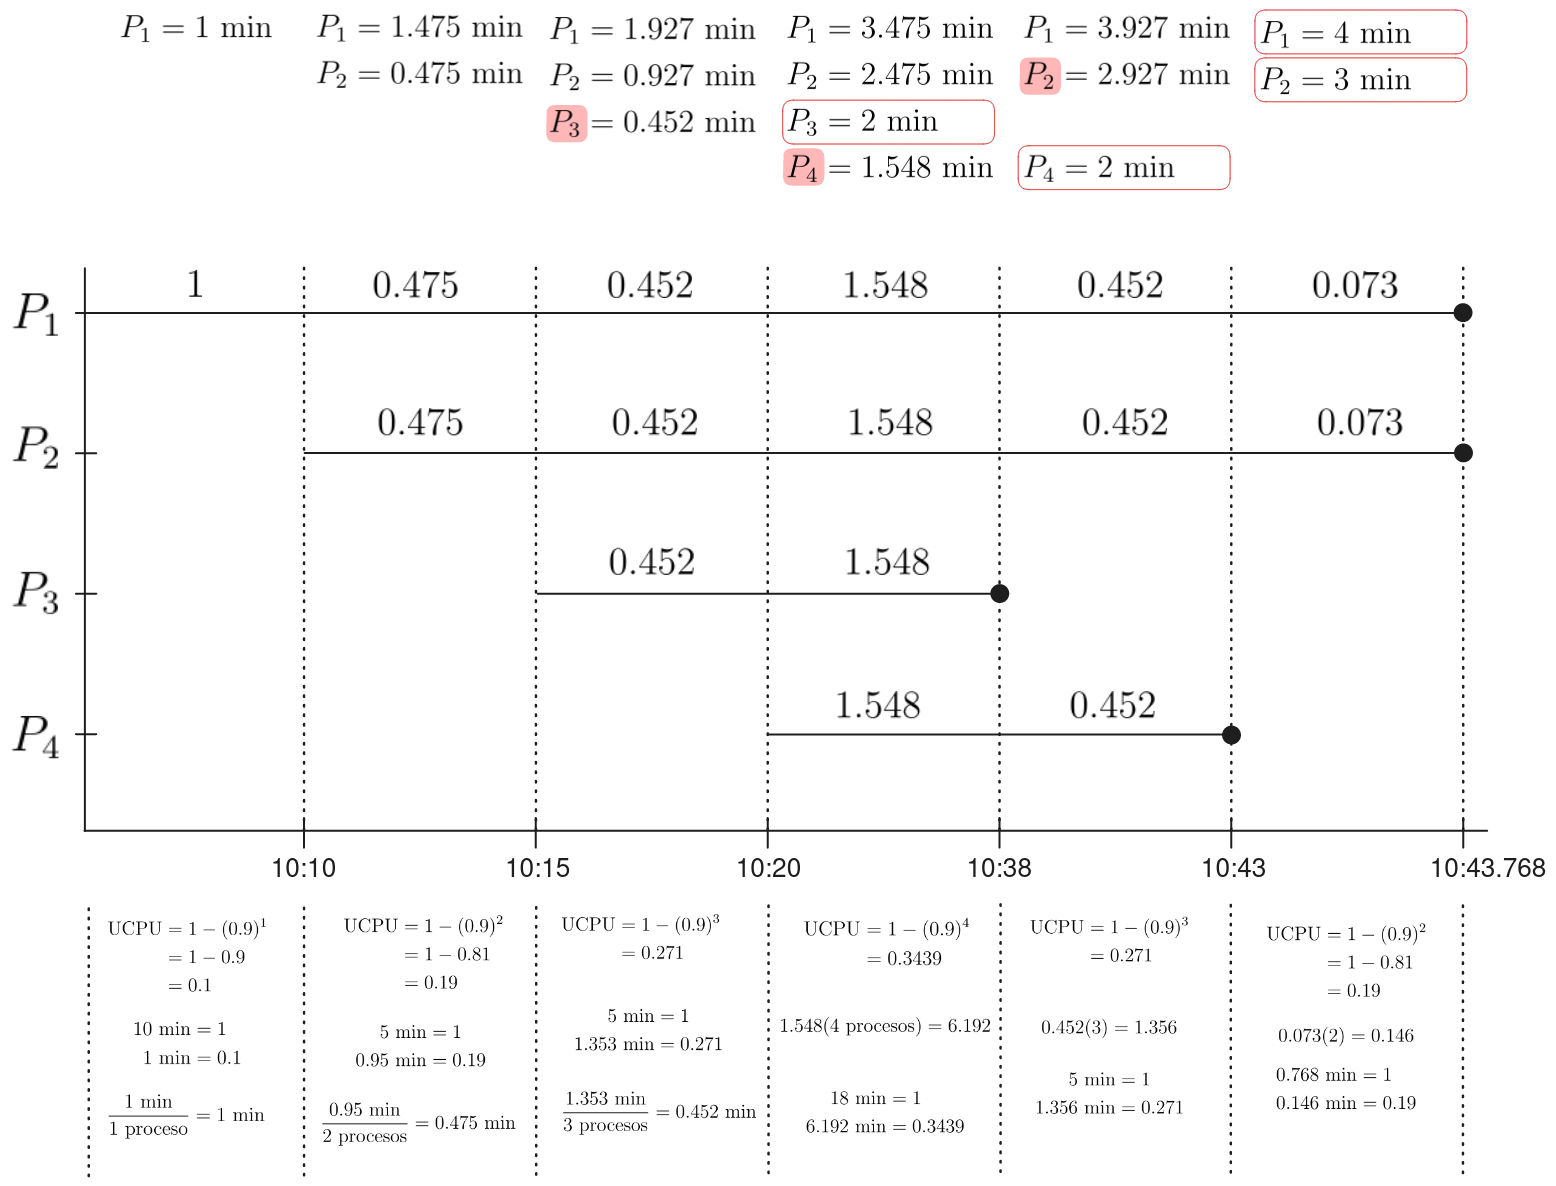 P₁ = 1 min
P₁ = 1.475 min
P₂ = 0.475 min
P₁ = 1.927 min
P₂ = 0.927 min
P₃ = 0.452 min
P₁ = 3.475 min
P₂ = 2.475 min
P₃ = 2 min
P₄ = 1.548 min
P₁ = 3.927 min
P₂ = 2.927 min
P₄ = 2 min
P₁ = 4 min
P₂ = 3 min
1 0.475 0.452 1.548 0.452 0.073
P₁
0.475 0.452 1.548 0.452 0.073
P₂
0.452 1.548
P₃
1.548 0.452
P₄
10:10 10:15 10:20 10:38 10:43 10:43.768
UCPU = 1 − (0.9)¹
= 1 − 0.9
= 0.1
10 min = 1
1 min = 0.1
1 min
1 proceso
= 1 min
UCPU = 1 − (0.9)²
= 1 − 0.81
= 0.19
5 min = 1
0.95 min = 0.19
0.95 min
2 procesos
= 0.475 min
UCPU = 1 − (0.9)³
= 0.271
5 min = 1
1.353 min = 0.271
1.353 min
3 procesos
= 0.452 min
UCPU = 1 − (0.9)⁴
= 0.3439
1.548(4 procesos) = 6.192
18 min = 1
6.192 min = 0.3439
UCPU = 1 − (0.9)³
= 0.271
0.452(3) = 1.356
5 min = 1
1.356 min = 0.271
UCPU = 1 − (0.9)²
= 1 − 0.81
= 0.19
0.073(2) = 0.146
0.768 min = 1
0.146 min = 0.19